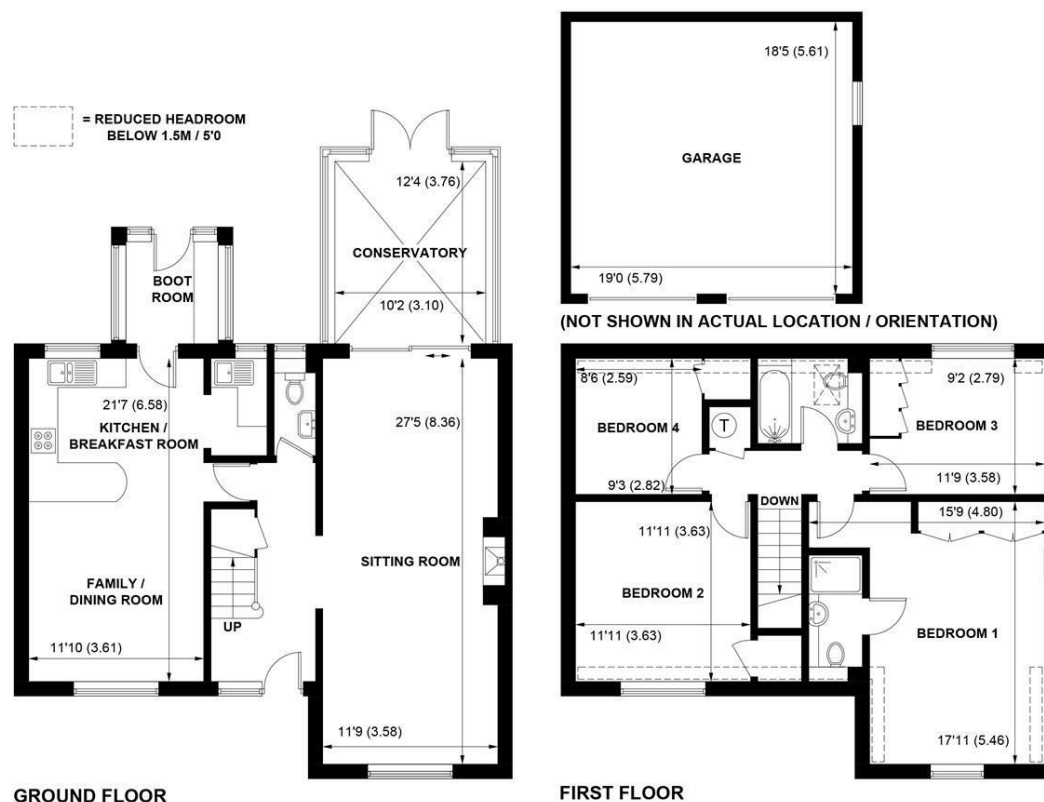 = REDUCED HEADROOM
BELOW 1.5M / 5'0
18'5 (5.61)
GARAGE
19'0 (5.79)
(NOT SHOWN IN ACTUAL LOCATION / ORIENTATION)
12'4 (3.76)
CONSERVATORY
10'2 (3.10)
BOOT
ROOM
21'7 (6.58)
KITCHEN /
BREAKFAST ROOM
27'5 (8.36)
SITTING ROOM
FAMILY /
DINING ROOM
UP
11'10 (3.61)
11'9 (3.58)
GROUND FLOOR
8'6 (2.59)
BEDROOM 4
9'3 (2.82)
T
9'2 (2.79)
BEDROOM 3
11'9 (3.58)
DOWN
15'9 (4.80)
11'11 (3.63)
BEDROOM 2
11'11 (3.63)
BEDROOM 1
17'11 (5.46)
FIRST FLOOR